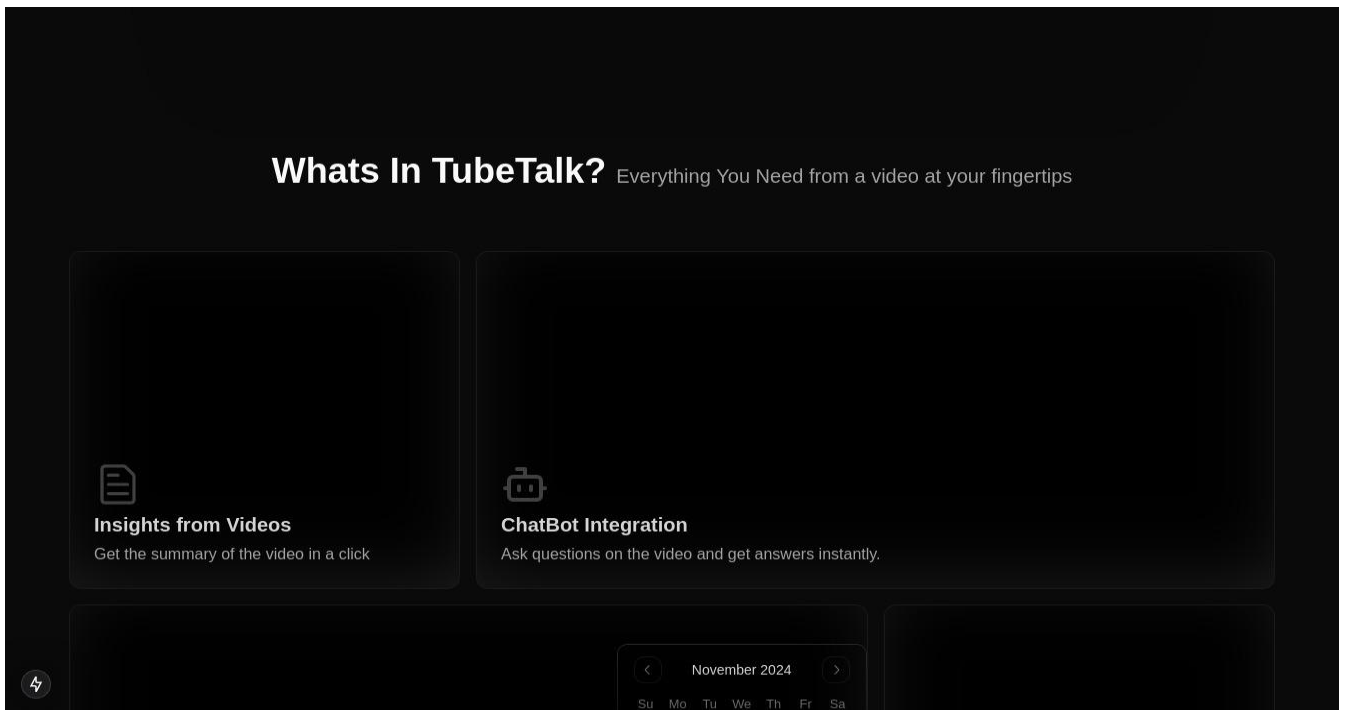 Whats In TubeTalk? Everything You Need from a video at your fingertips
Insights from Videos
Get the summary of the video in a click
ChatBot Integration
Ask questions on the video and get answers instantly.
November 2024
Su Mo Tu We Th Fr Sa